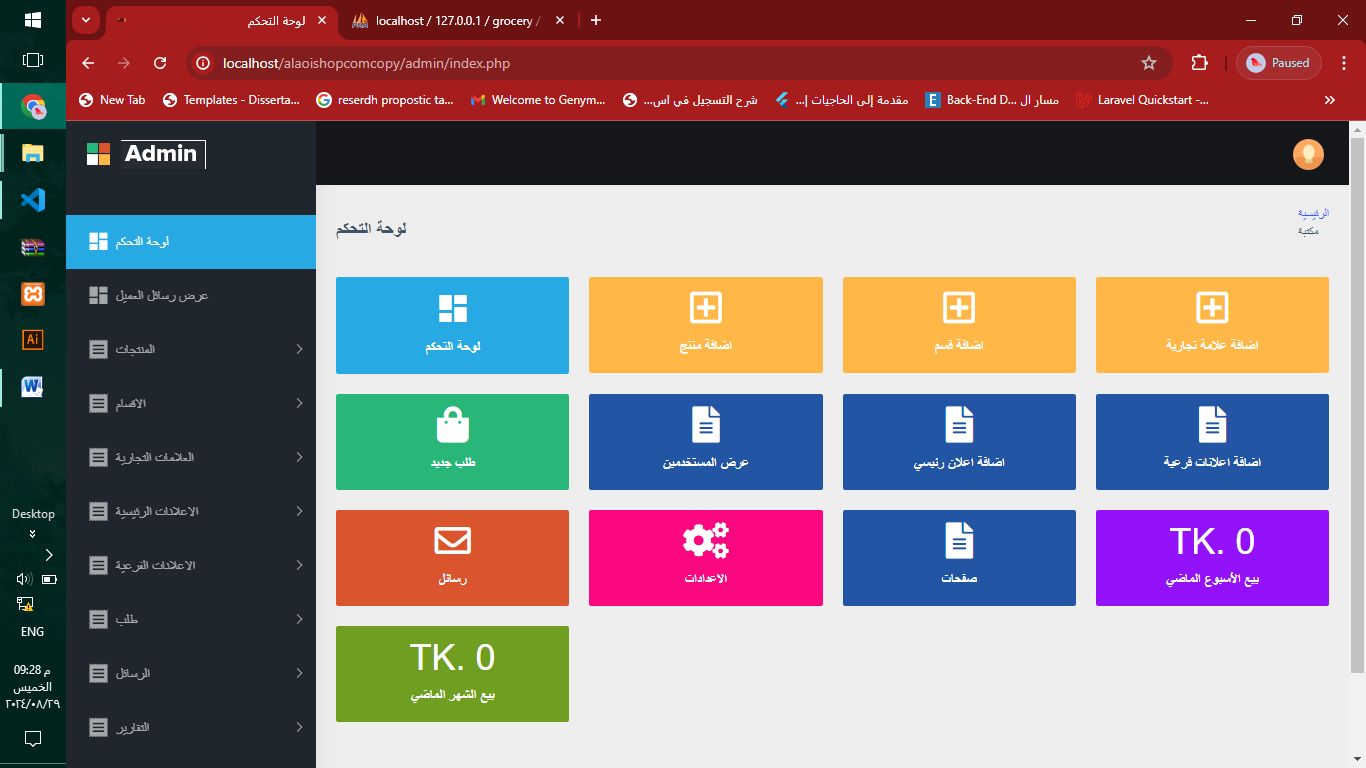 لوحة التحكم
localhost / 127.0.0.1 / grocery /
localhost/alaoishopcomcopy/admin/index.php
Paused
New Tab
Templates - Disserta...
reserdh propostic ta...
Welcome to Genym...
شرح التسجيل في اس...
مقدمة إلى الحاجيات |...
Back-End D... مسار ال
Laravel Quickstart -...
Admin
لوحة التحكم
عرض رسائل العميل
المنتجات
الاكسام
العلامات التجارية
الاعلانات الرئيسية
الاعلانات الفرعية
طلب
الرسائل
التقارير
لوحة التحكم
الرئيسية
مكتبة
لوحة التحكم
اضافة منتج
اضافة قسم
اضافة علامة تجارية
طلب جديد
عرض المستخدمين
اضافة اعلان رئيسي
اضافة اعلانات فرعية
رسائل
الاعدادات
صفحات
TK. 0
بيع الأسبوع الماضي
TK. 0
بيع الشهر الماضي
Desktop
ENG
09:28 م
الخميس
٢٠٢٤/٠٨/٢٩